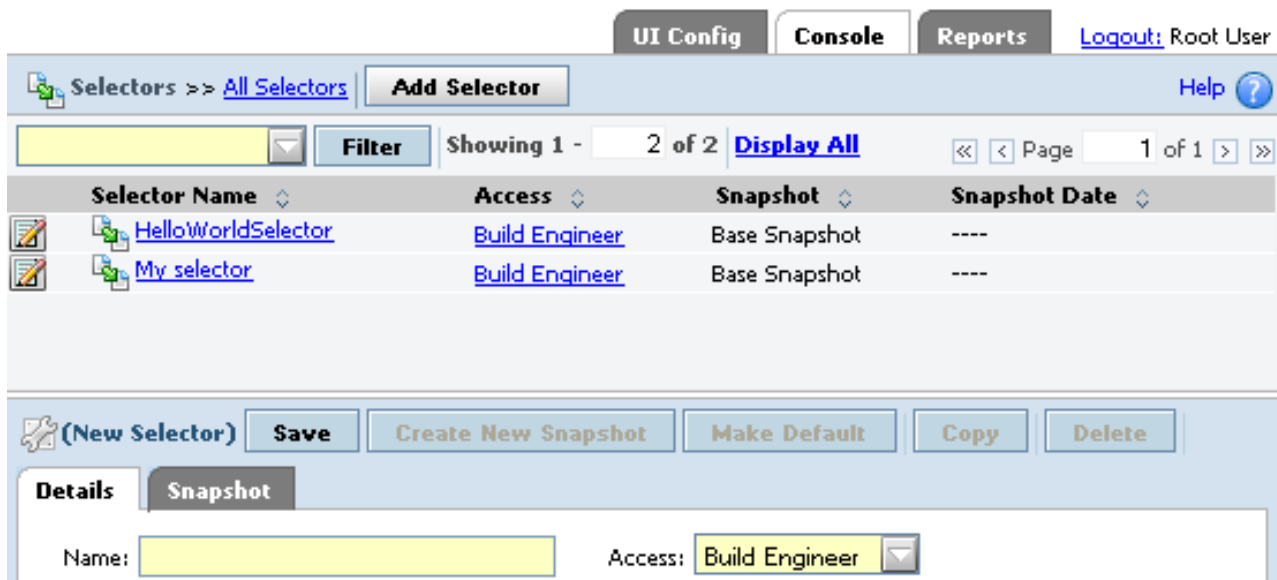 UI Config Console Reports Logout: Root User
Selectors >> All Selectors Add Selector Help ?
Filter Showing 1 - 2 of 2 Display All << < Page 1 of 1 > >>
Selector Name Access Snapshot Snapshot Date
HelloWorldSelector Build Engineer Base Snapshot ----
My selector Build Engineer Base Snapshot ----
(New Selector) Save Create New Snapshot Make Default Copy Delete
Details Snapshot
Name: Access: Build Engineer